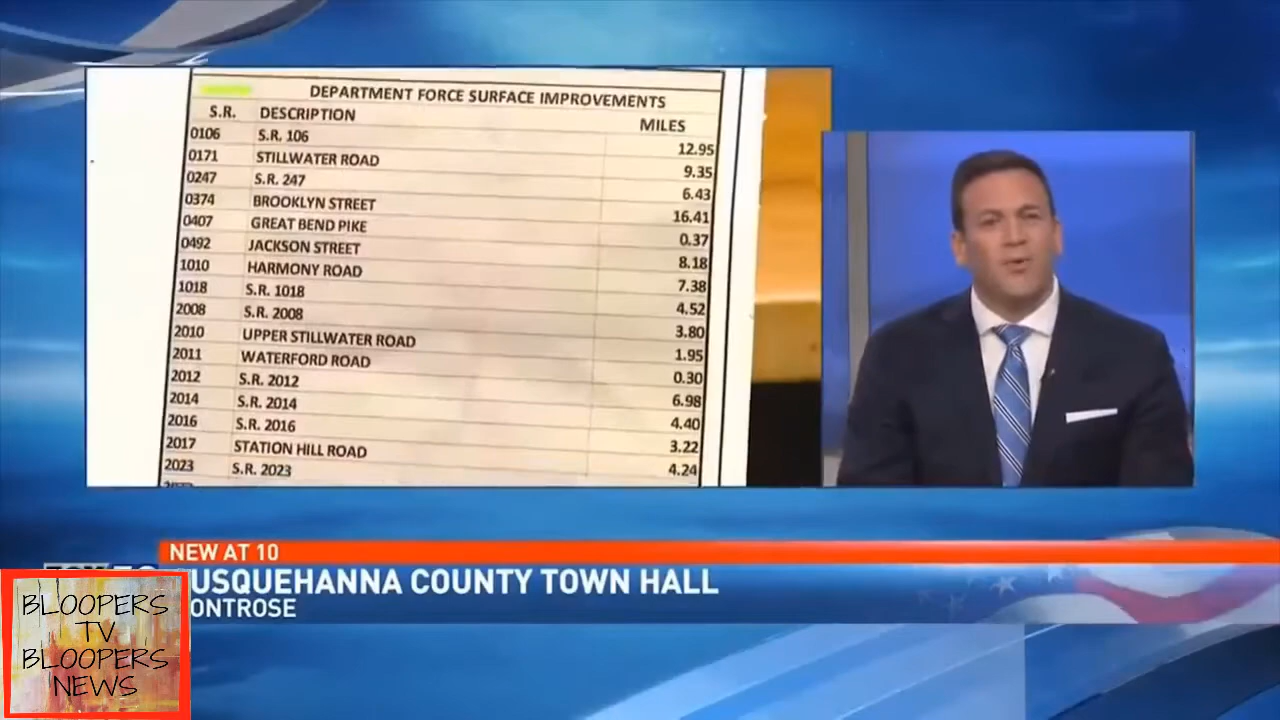 DEPARTMENT FORCE SURFACE IMPROVEMENTS
S.R. DESCRIPTION MILES
0106 S.R. 106 12.95
0171 STILLWATER ROAD 9.35
0247 S.R. 247 6.43
0374 BROOKLYN STREET 16.41
0407 GREAT BEND PIKE 0.37
0492 JACKSON STREET 8.18
1010 HARMONY ROAD 7.38
1018 S.R. 1018 4.52
2008 S.R. 2008 3.80
2010 UPPER STILLWATER ROAD 1.95
2011 WATERFORD ROAD 0.30
2012 S.R. 2012 6.98
2014 S.R. 2014 4.40
2016 S.R. 2016 3.22
2017 STATION HILL ROAD 4.24
2023 S.R. 2023
NEW AT 10
USQUEHANNA COUNTY TOWN HALL
ONTROSE
BLOOPERS
TV
BLOOPERS
NEWS